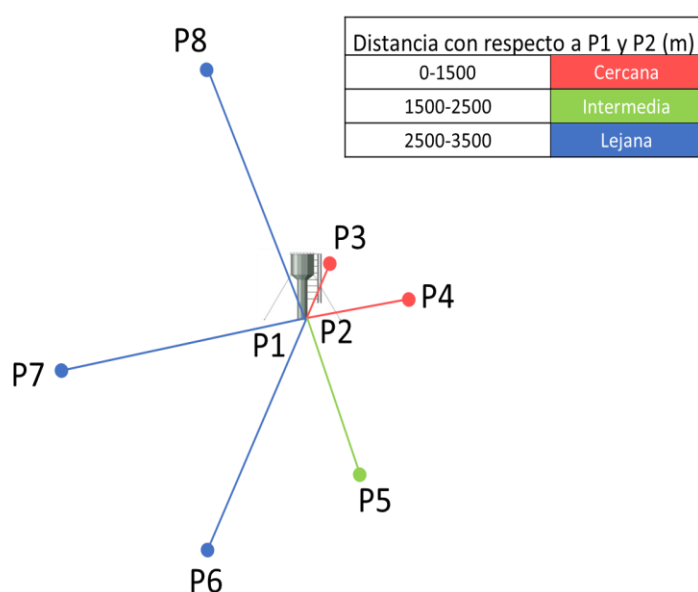 P8
Distancia con respecto a P1 y P2 (m)
0-1500 Cercana
1500-2500 Intermedia
2500-3500 Lejana
P3
P4
P1 P2
P7
P5
P6